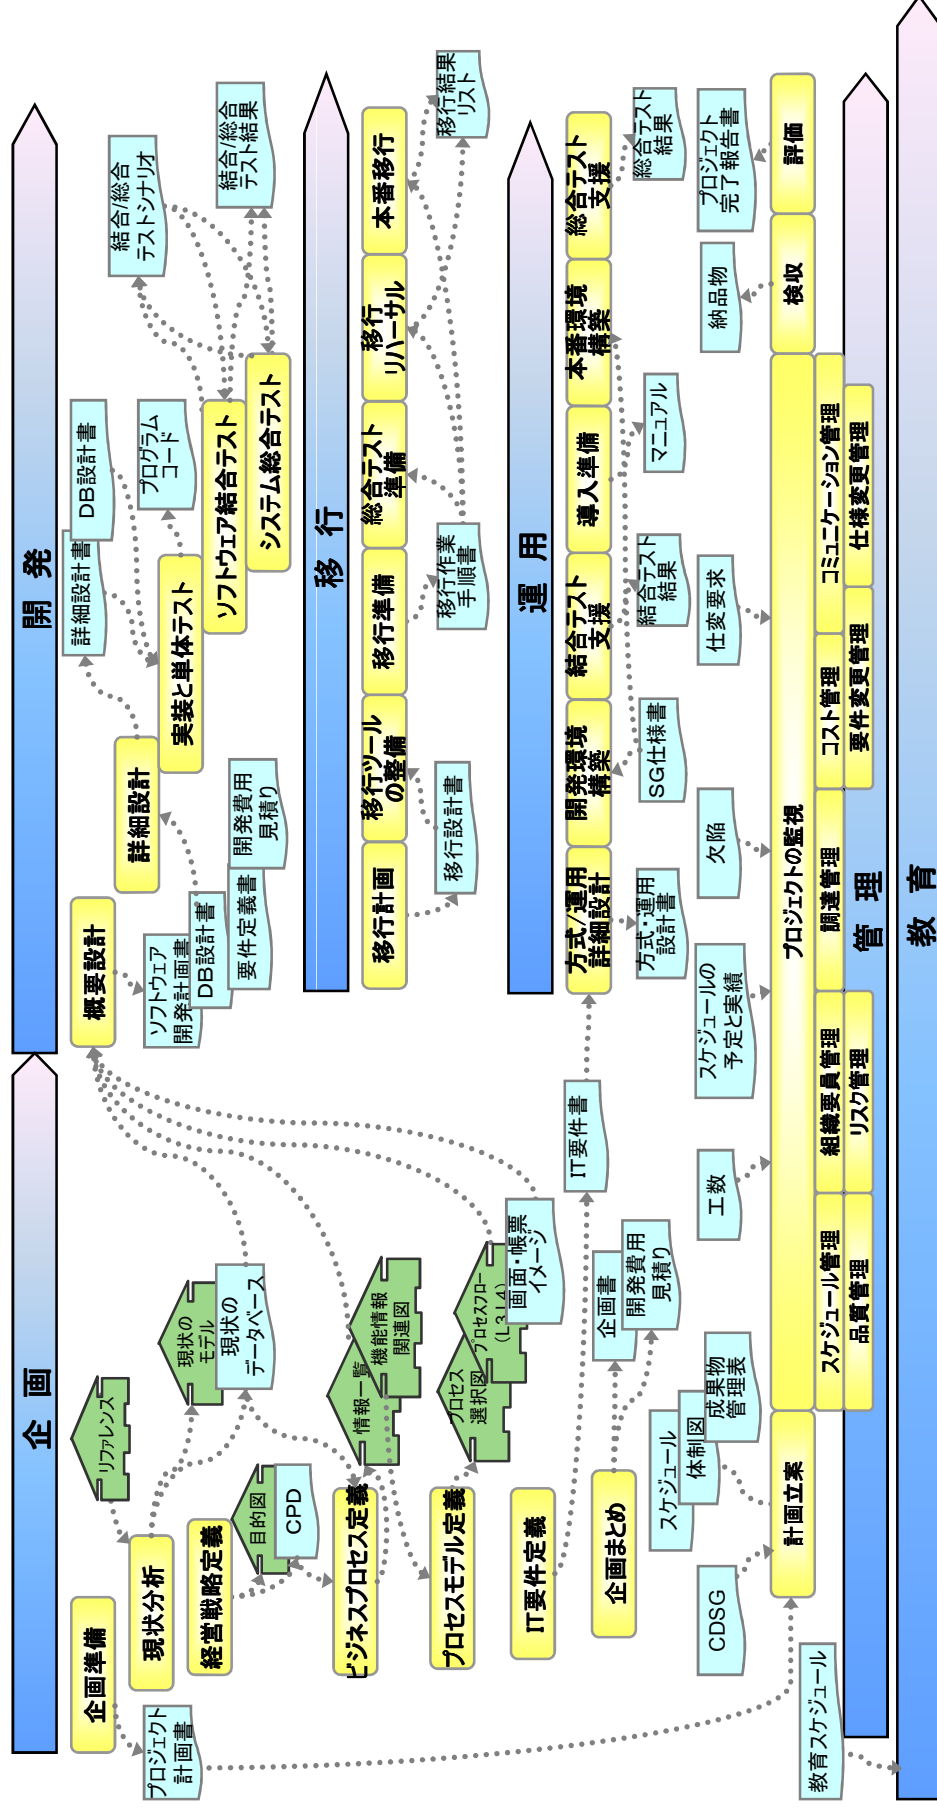 企 画
開 発
企画準備
プロジェクト
計画書
現状分析
リファレンス
現状の
モデル
現状の
データベース
経営戦略定義
目的図
CPD
ビジネスプロセス定義
情報一覧
機能情報
関連図
プロセスモデル定義
プロセス
選択図
プロセスフロー
(L3,L4)
画面・帳票
イメージ
IT要件定義
IT要件書
企画まとめ
企画書
開発費用
見積り
概要設計
ソフトウェア
開発計画書
DB設計書
要件定義書
開発費用
見積り
詳細設計
詳細設計書
DB設計書
実装と単体テスト
プログラム
コード
ソフトウェア結合テスト
システム総合テスト
結合/総合
テストシナリオ
結合/総合
テスト結果
移 行
移行計画
移行ツール
の整備
移行準備
総合テスト
準備
移行
リハーサル
本番移行
移行設計書
移行作業
手順書
移行結果
リスト
運 用
方式/運用
詳細設計
開発環境
構築
結合テスト
支援
導入準備
本番環境
構築
総合テスト
支援
方式・運用
設計書
SG仕様書
結合テスト
結果
マニュアル
総合テスト
結果
スケジュール
体制図
成果物
管理表
CDSG
工数
スケジュールの
予定と実績
欠陥
仕変要求
納品物
プロジェクト
完了報告書
計画立案
プロジェクトの監視
検収
評価
スケジュール管理
組織要員管理
調達管理
コスト管理
コミュニケーション管理
品質管理
リスク管理
要件変更管理
仕様変更管理
管 理
教育スケジュール
教 育